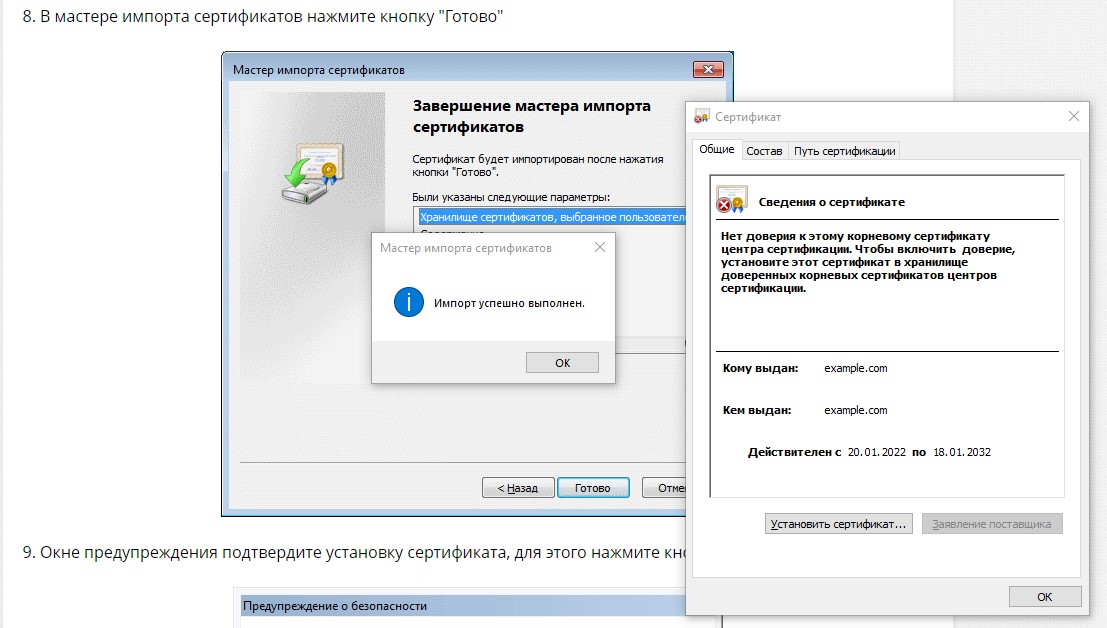 8. В мастере импорта сертификатов нажмите кнопку "Готово"
Мастер импорта сертификатов
Завершение мастера импорта
сертификатов
Сертификат будет импортирован после нажатия
кнопки "Готово".
Были указаны следующие параметры:
Хранилище сертификатов, выбранное пользовател
Мастер импорта сертификатов
Импорт успешно выполнен.
ОК
< Назад
Готово
Отме
Сертификат
Общие
Состав
Путь сертификации
Сведения о сертификате
Нет доверия к этому корневому сертификату
центра сертификации. Чтобы включить доверие,
установите этот сертификат в хранилище
доверенных корневых сертификатов центров
сертификации.
Кому выдан: example.com
Кем выдан: example.com
Действителен с 20.01.2022 по 18.01.2032
Установить сертификат...
Заявление поставщика
ОК
9. Окне предупреждения подтвердите установку сертификата, для этого нажмите кно
Предупреждение о безопасности